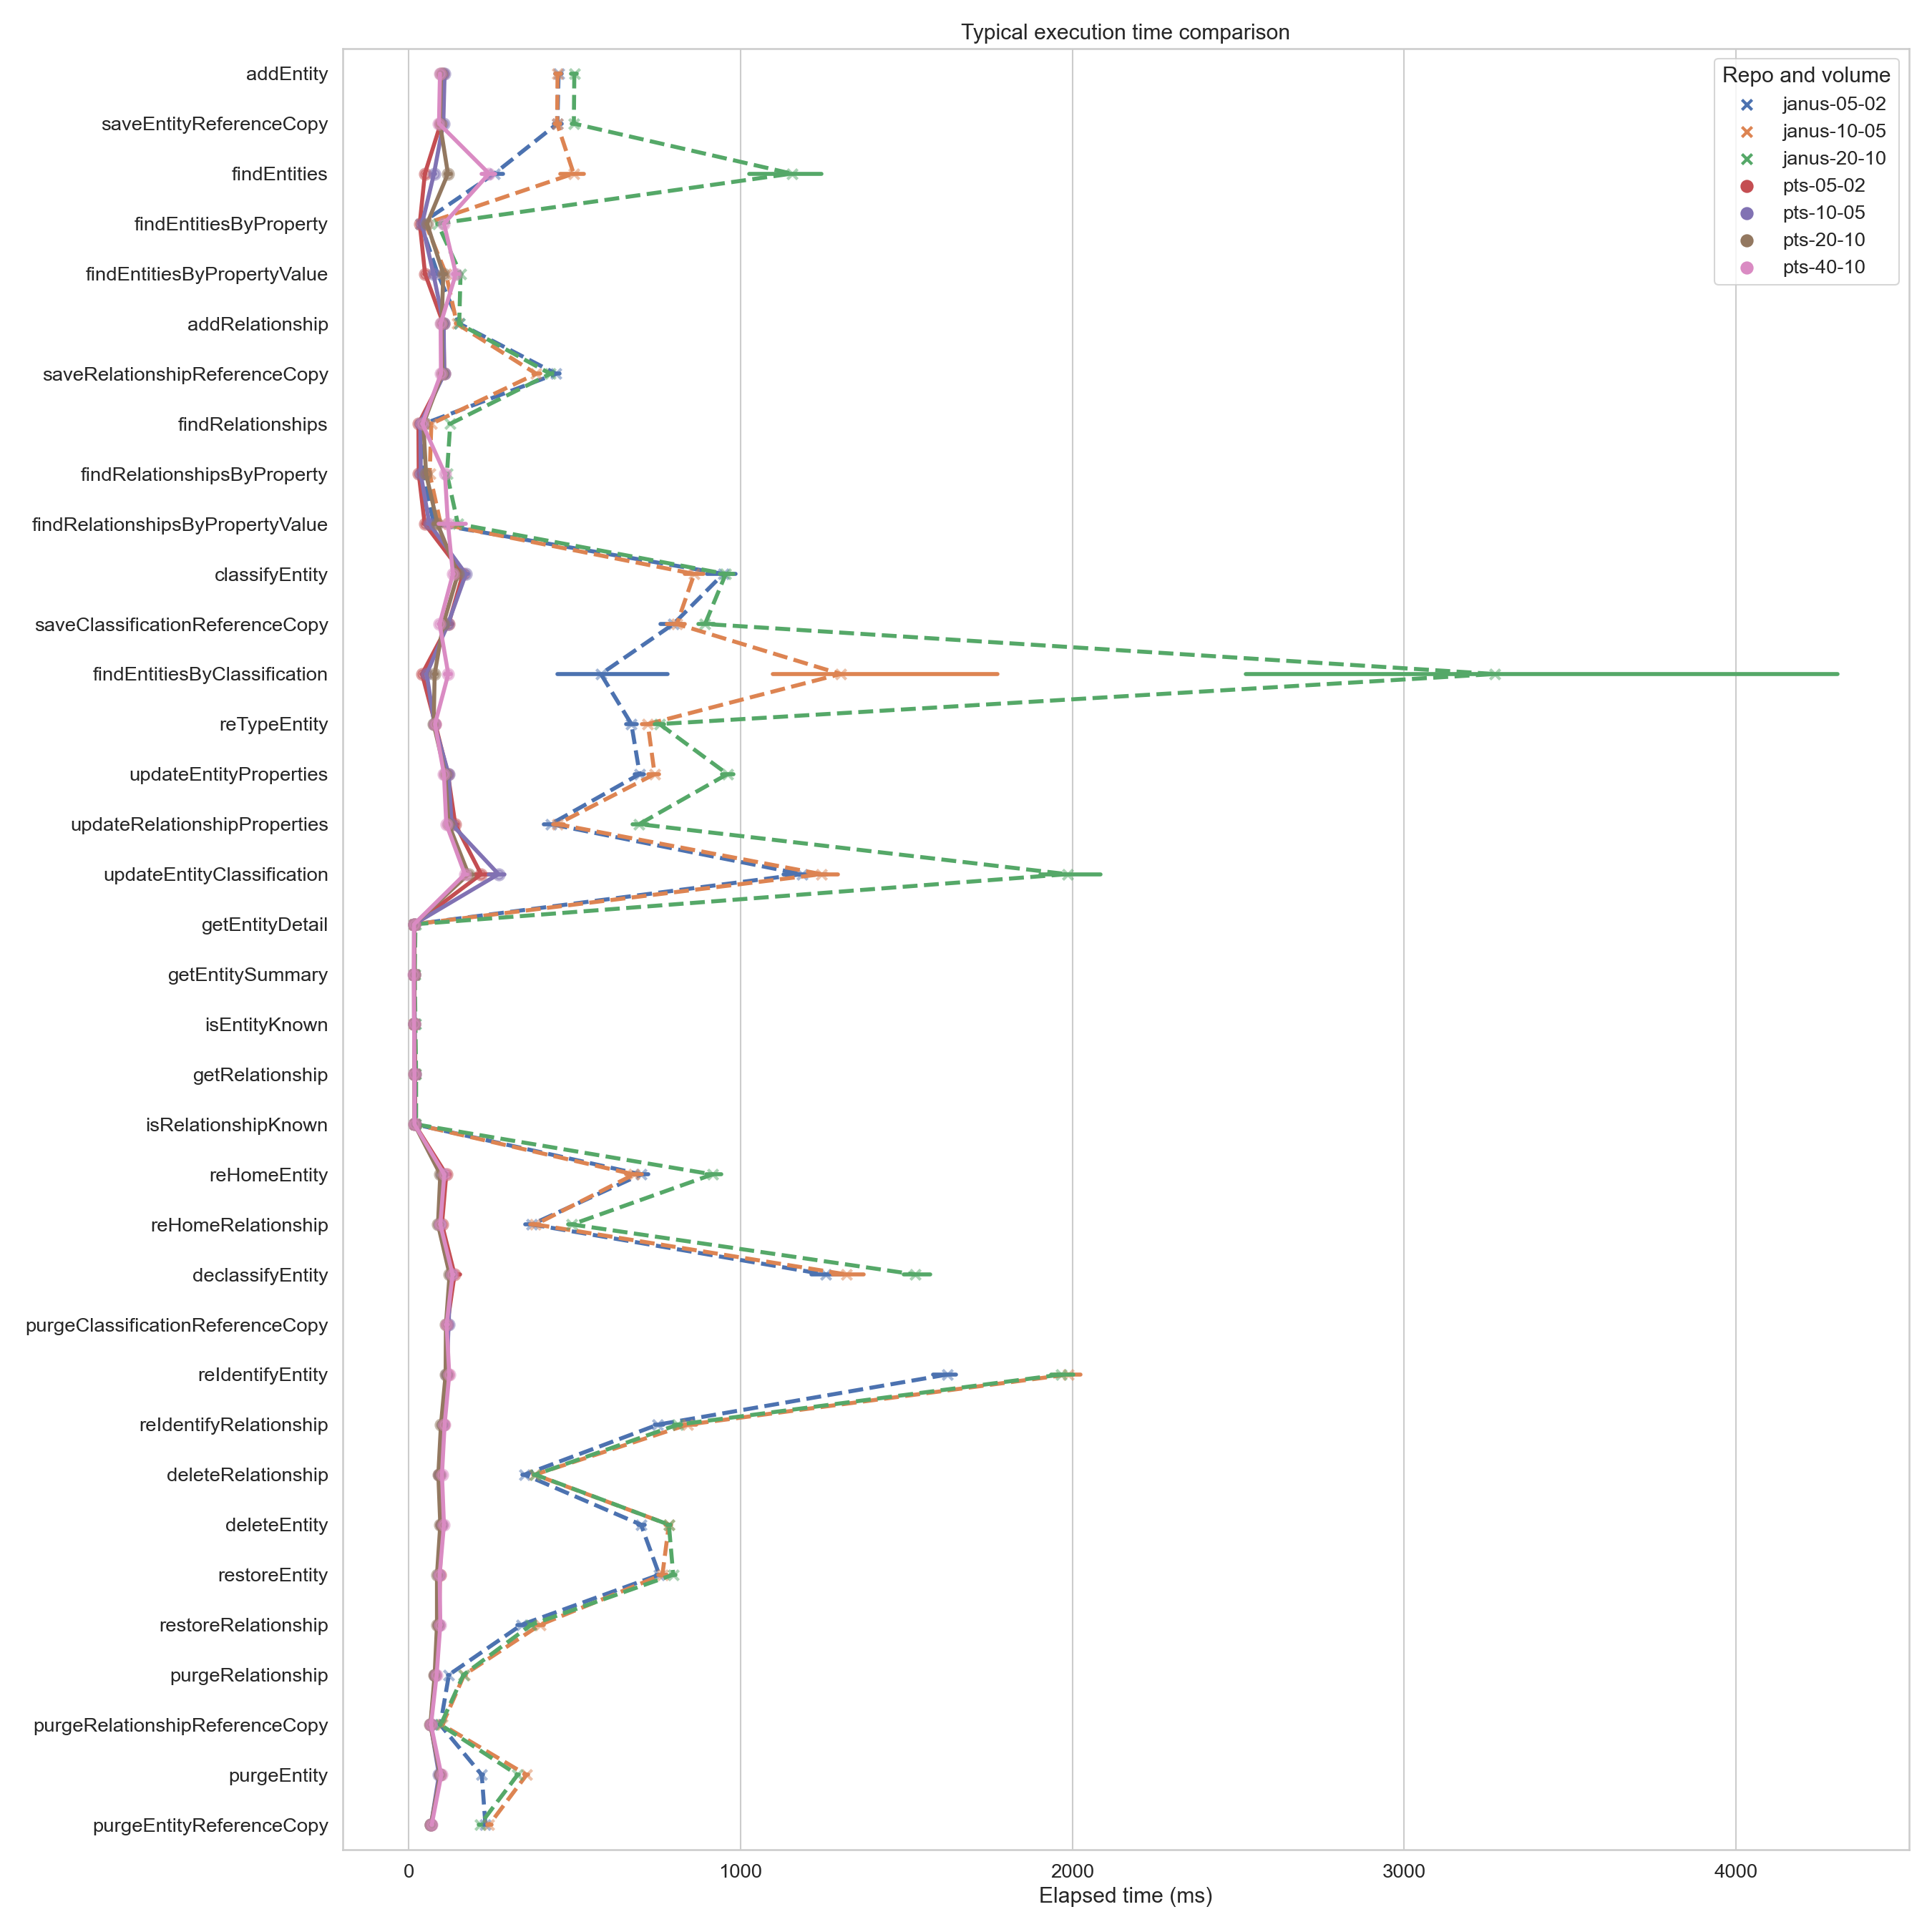 Typical execution time comparison
Repo and volume
janus-05-02
janus-10-05
janus-20-10
pts-05-02
pts-10-05
pts-20-10
pts-40-10
addEntity
saveEntityReferenceCopy
findEntities
findEntitiesByProperty
findEntitiesByPropertyValue
addRelationship
saveRelationshipReferenceCopy
findRelationships
findRelationshipsByProperty
findRelationshipsByPropertyValue
classifyEntity
saveClassificationReferenceCopy
findEntitiesByClassification
reTypeEntity
updateEntityProperties
updateRelationshipProperties
updateEntityClassification
getEntityDetail
getEntitySummary
isEntityKnown
getRelationship
isRelationshipKnown
reHomeEntity
reHomeRelationship
declassifyEntity
purgeClassificationReferenceCopy
reIdentifyEntity
reIdentifyRelationship
deleteRelationship
deleteEntity
restoreEntity
restoreRelationship
purgeRelationship
purgeRelationshipReferenceCopy
purgeEntity
purgeEntityReferenceCopy
0 1000 2000 3000 4000
Elapsed time (ms)